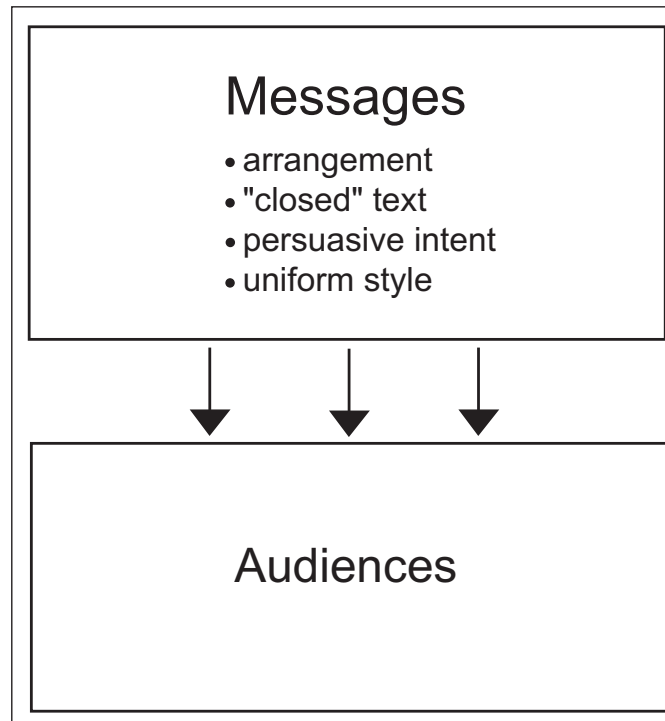 Messages
• arrangement
• "closed" text
• persuasive intent
• uniform style
Audiences